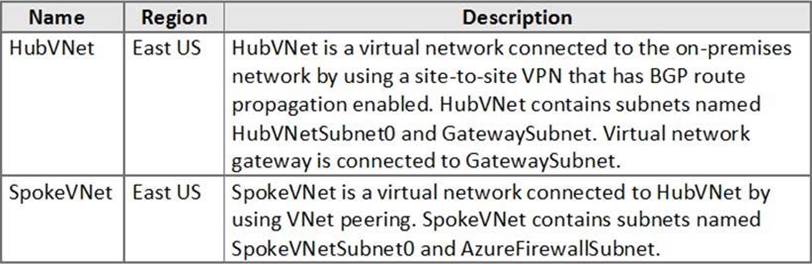 Name Region Description
HubVNet East US HubVNet is a virtual network connected to the on-premises
network by using a site-to-site VPN that has BGP route
propagation enabled. HubVNet contains subnets named
HubVNetSubnet0 and GatewaySubnet. Virtual network
gateway is connected to GatewaySubnet.
SpokeVNet East US SpokeVNet is a virtual network connected to HubVNet by
using VNet peering. SpokeVNet contains subnets named
SpokeVNetSubnet0 and AzureFirewallSubnet.